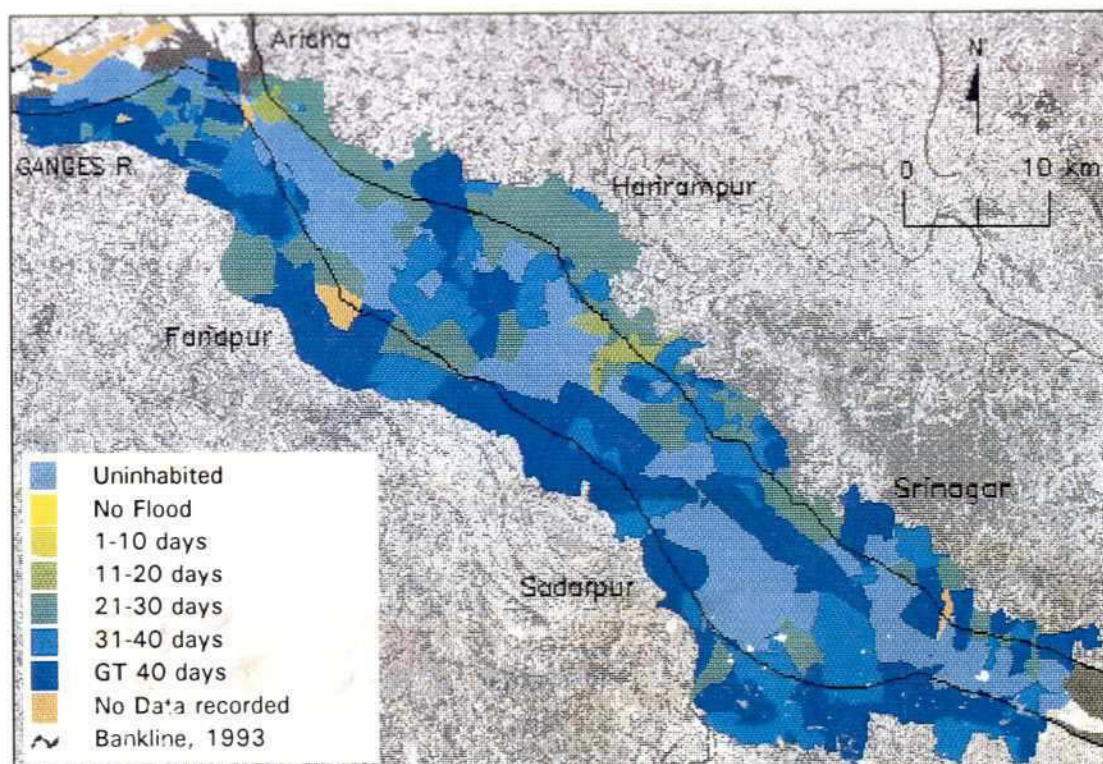 Aricha
N
GANGES R.
Harirampur
0 10 km
Faridpur
Srinagar
Sadarpur
Uninhabited
No Flood
1-10 days
11-20 days
21-30 days
31-40 days
GT 40 days
No Data recorded
Bankline, 1993